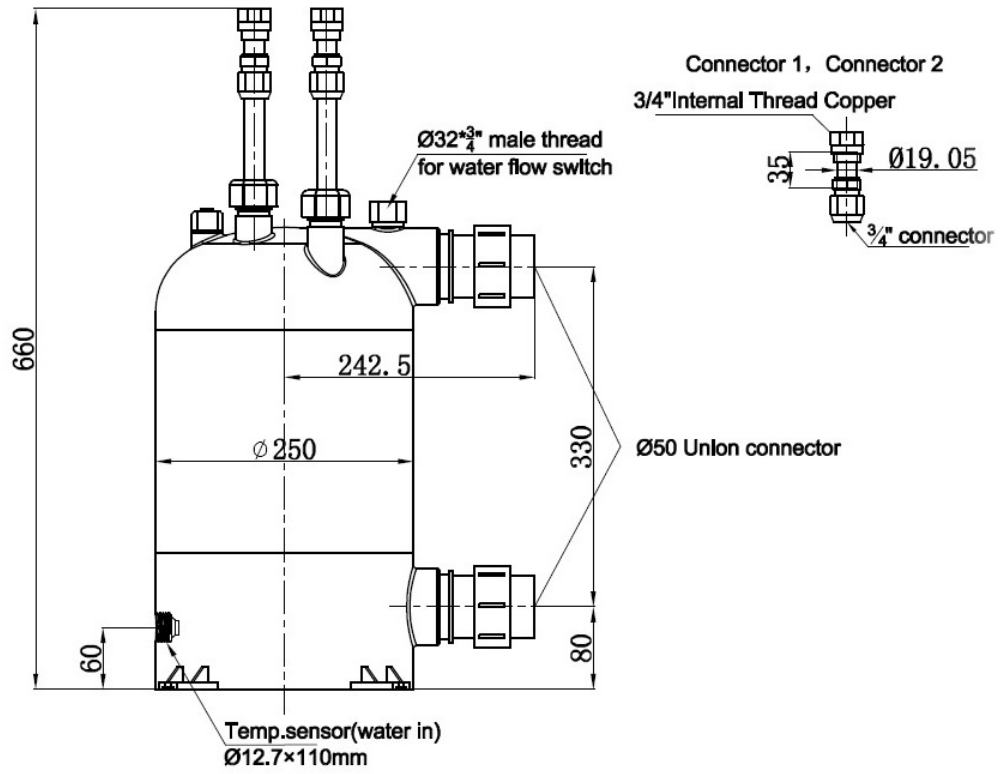 Connector 1, Connector 2
3/4"Internal Thread Copper
Ø32*3/4" male thread
for water flow switch
35
Ø19.05
3/4" connector
660
242.5
Ø250
330
Ø50 Union connector
60
80
Temp.sensor(water in)
Ø12.7×110mm